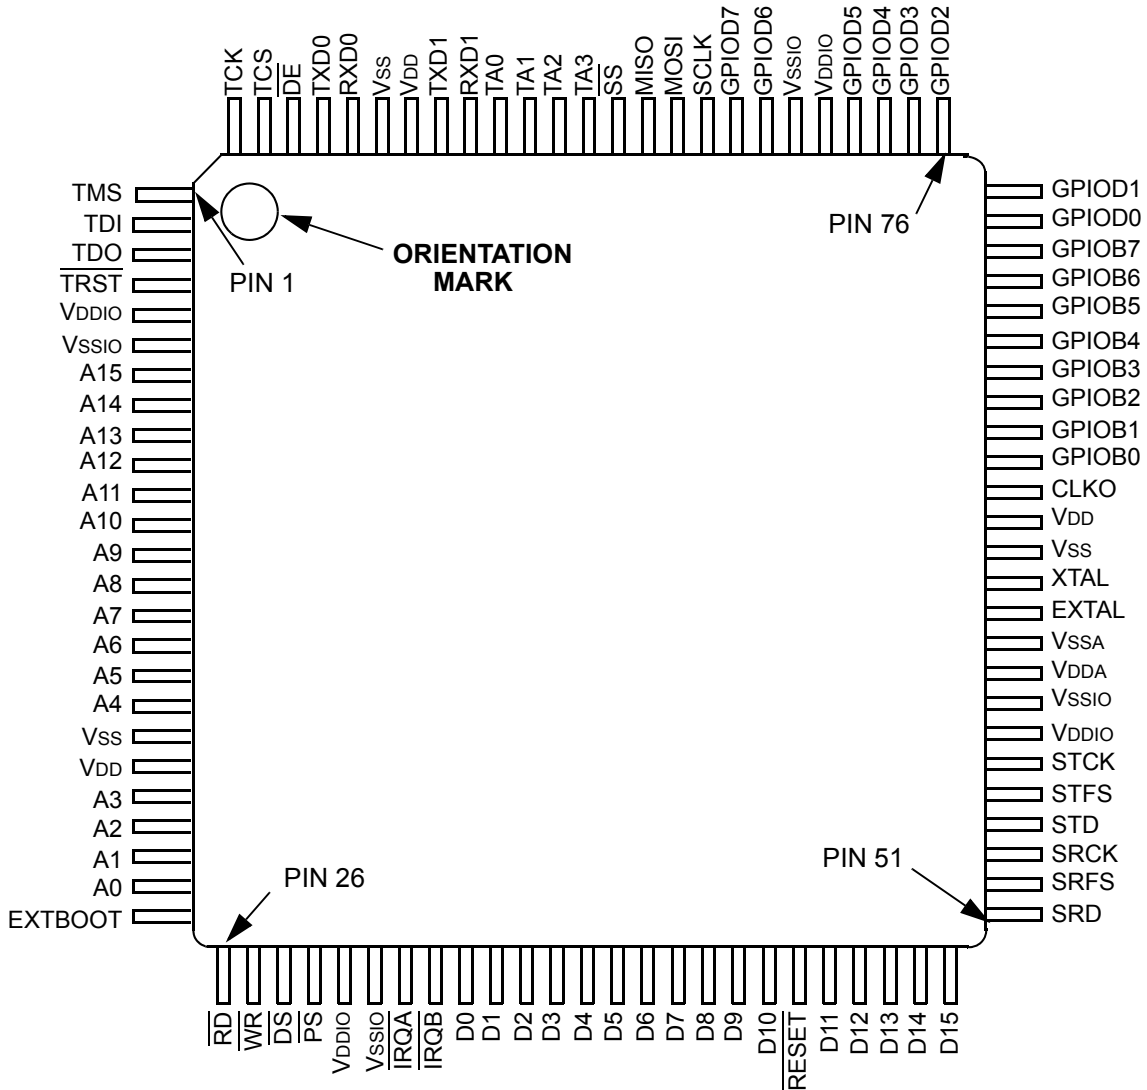 TCK
TCS
DE
TXD0
RXD0
VSS
VDD
TXD1
RXD1
TA0
TA1
TA2
TA3
SS
MISO
MOSI
SCLK
GPIOD7
GPIOD6
VSSIO
VDDIO
GPIOD5
GPIOD4
GPIOD3
GPIOD2
TMS
TDI
TDO
TRST
VDDIO
VSSIO
A15
A14
A13
A12
A11
A10
A9
A8
A7
A6
A5
A4
VSS
VDD
A3
A2
A1
A0
EXTBOOT
PIN 1
ORIENTATION
MARK
PIN 76
PIN 26
PIN 51
GPIOD1
GPIOD0
GPIOB7
GPIOB6
GPIOB5
GPIOB4
GPIOB3
GPIOB2
GPIOB1
GPIOB0
CLKO
VDD
VSS
XTAL
EXTAL
VSSA
VDDA
VSSIO
VDDIO
STCK
STFS
STD
SRCK
SRFS
SRD
RD
WR
DS
PS
VDDIO
VSSIO
IRQA
IRQB
D0
D1
D2
D3
D4
D5
D6
D7
D8
D9
D10
RESET
D11
D12
D13
D14
D15